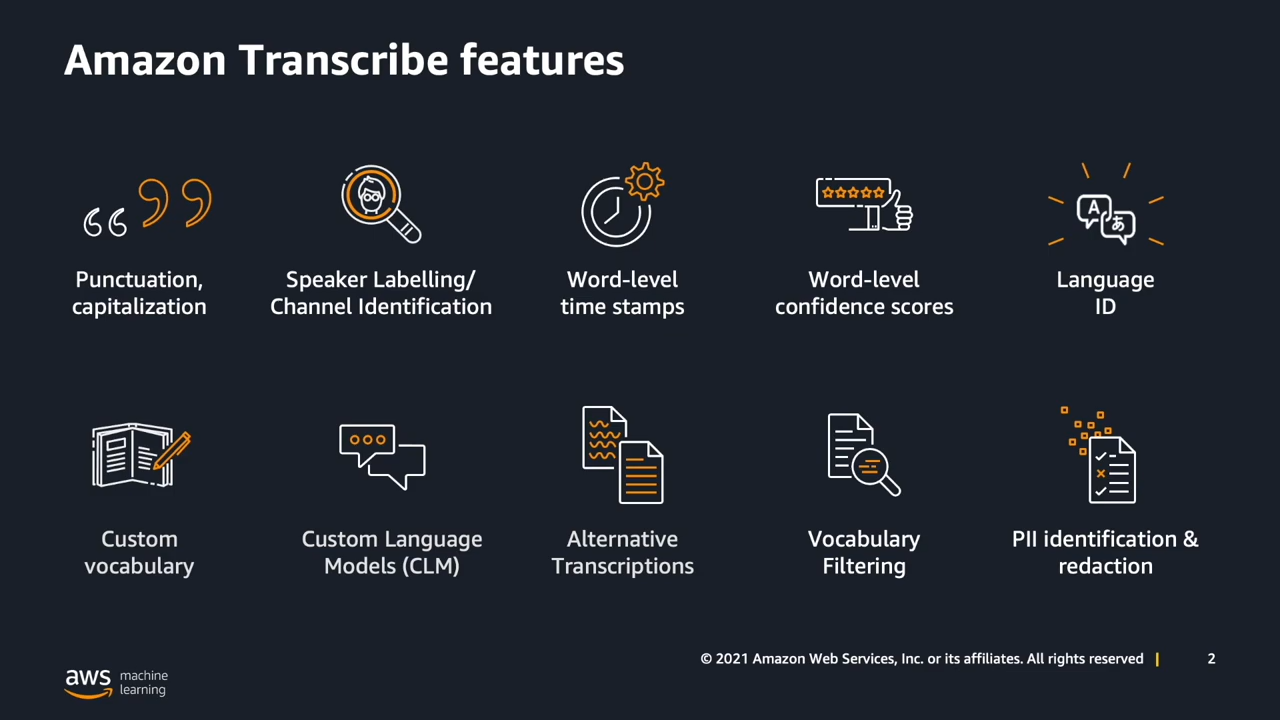 Amazon Transcribe features
Punctuation,
capitalization
Speaker Labelling/
Channel Identification
Word-level
time stamps
Word-level
confidence scores
A あ
Language
ID
Custom
vocabulary
Custom Language
Models (CLM)
Alternative
Transcriptions
Vocabulary
Filtering
PII identification &
redaction
© 2021 Amazon Web Services, Inc. or its affiliates. All rights reserved | 2
aws machine
learning